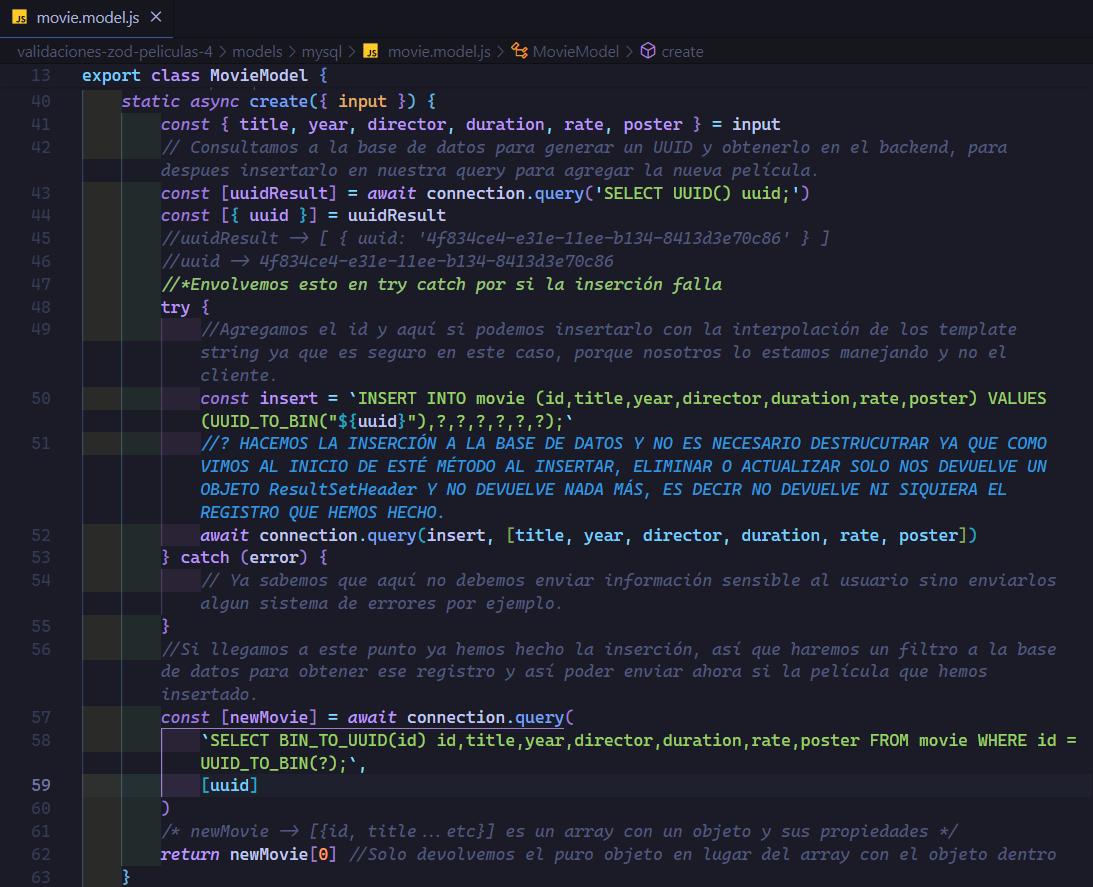 JS movie.model.js ×
validaciones-zod-peliculas-4 > models > mysql > JS movie.model.js > MovieModel > create
13 export class MovieModel {
40 static async create({ input }) {
41 const { title, year, director, duration, rate, poster } = input
42 // Consultamos a la base de datos para generar un UUID y obtenerlo en el backend, para
despues insertarlo en nuestra query para agregar la nueva película.
43 const [uuidResult] = await connection.query('SELECT UUID() uuid;')
44 const [{ uuid }] = uuidResult
45 //uuidResult -> [ { uuid: '4f834ce4-e31e-11ee-b134-8413d3e70c86' } ]
46 //uuid -> 4f834ce4-e31e-11ee-b134-8413d3e70c86
47 //*Envolvemos esto en try catch por si la inserción falla
48 try {
49 //Agregamos el id y aquí si podemos insertarlo con la interpolación de los template
string ya que es seguro en este caso, porque nosotros lo estamos manejando y no el
cliente.
50 const insert = `INSERT INTO movie (id,title,year,director,duration,rate,poster) VALUES
(UUID_TO_BIN("${uuid}"),?,?,?,?,?,?);`
51 //? HACEMOS LA INSERCIÓN A LA BASE DE DATOS Y NO ES NECESARIO DESTRUCUTRAR YA QUE COMO
VIMOS AL INICIO DE ESTÉ MÉTODO AL INSERTAR, ELIMINAR O ACTUALIZAR SOLO NOS DEVUELVE UN
OBJETO ResultSetHeader Y NO DEVUELVE NADA MÁS, ES DECIR NO DEVUELVE NI SIQUIERA EL
REGISTRO QUE HEMOS HECHO.
52 await connection.query(insert, [title, year, director, duration, rate, poster])
53 } catch (error) {
54 // Ya sabemos que aquí no debemos enviar información sensible al usuario sino enviarlos
algun sistema de errores por ejemplo.
55 }
56 //Si llegamos a este punto ya hemos hecho la inserción, así que haremos un filtro a la base
de datos para obtener ese registro y así poder enviar ahora si la película que hemos
insertado.
57 const [newMovie] = await connection.query(
58 `SELECT BIN_TO_UUID(id) id,title,year,director,duration,rate,poster FROM movie WHERE id =
UUID_TO_BIN(?);`,
59 [uuid]
60 )
61 /* newMovie -> [{id, title...etc}] es un array con un objeto y sus propiedades */
62 return newMovie[0] //Solo devolvemos el puro objeto en lugar del array con el objeto dentro
63 }